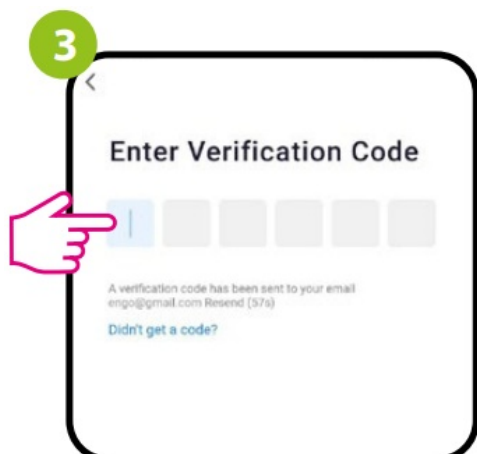 3
Enter Verification Code
A verification code has been sent to your email
engo@gmail.com Resend (57s)
Didn't get a code?